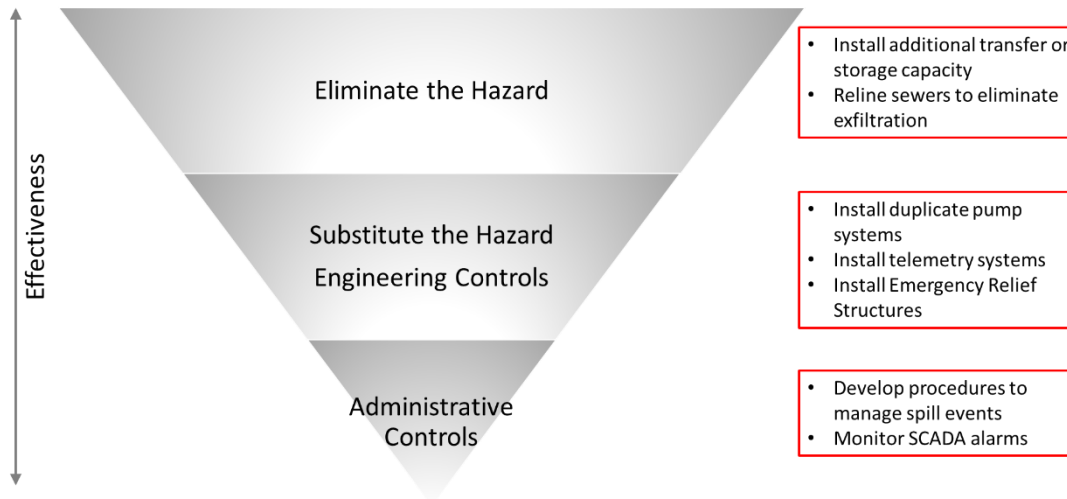 Effectiveness
Eliminate the Hazard
• Install additional transfer or
storage capacity
• Reline sewers to eliminate
exfiltration
Substitute the Hazard
Engineering Controls
• Install duplicate pump
systems
• Install telemetry systems
• Install Emergency Relief
Structures
Administrative
Controls
• Develop procedures to
manage spill events
• Monitor SCADA alarms